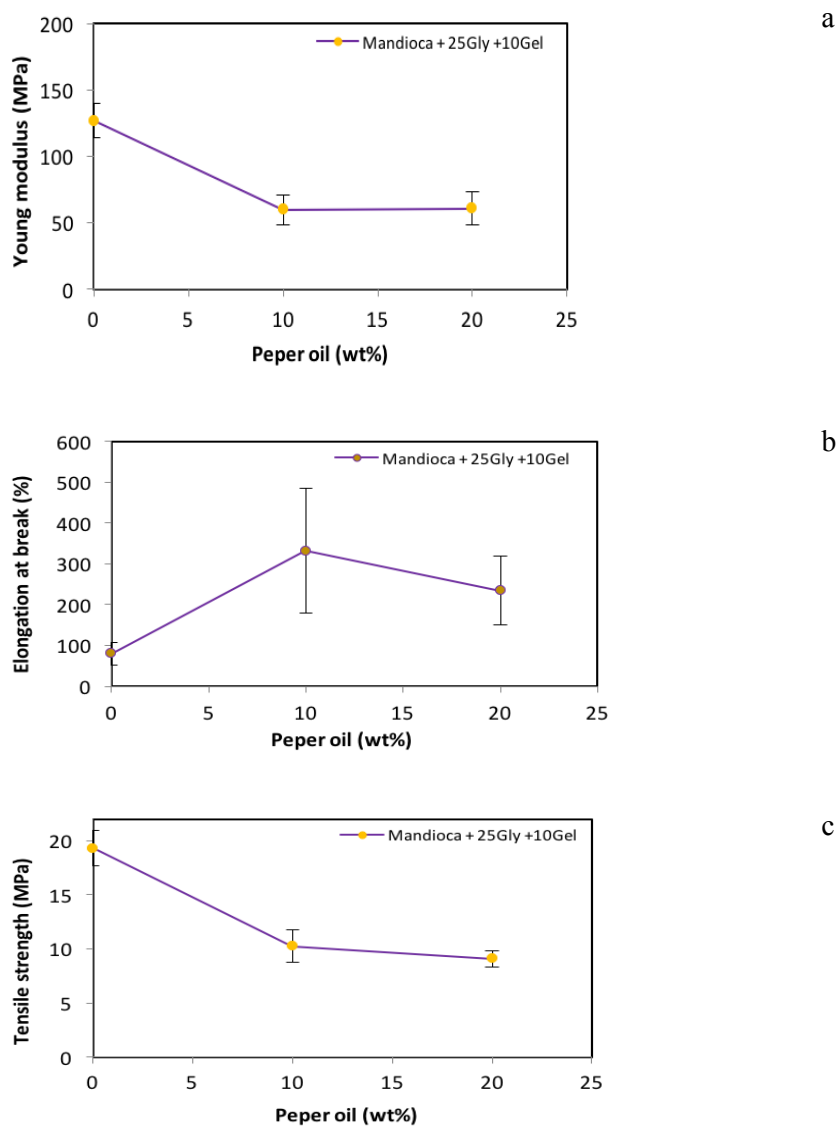 a
200
150
100
50
0
Young modulus (MPa)
Mandioca + 25Gly +10Gel
0 5 10 15 20 25
Peper oil (wt%)
b
600
500
400
300
200
100
0
Elongation at break (%)
Mandioca + 25Gly +10Gel
0 5 10 15 20 25
Peper oil (wt%)
c
20
15
10
5
0
Tensile strength (MPa)
Mandioca + 25Gly +10Gel
0 5 10 15 20 25
Peper oil (wt%)